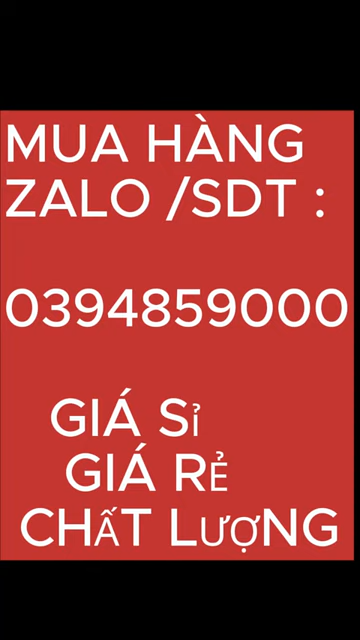 MUA HÀNG
ZALO /SDT :
0394859000
GIÁ Sỉ
GIÁ Rẻ
CHấT LượNG